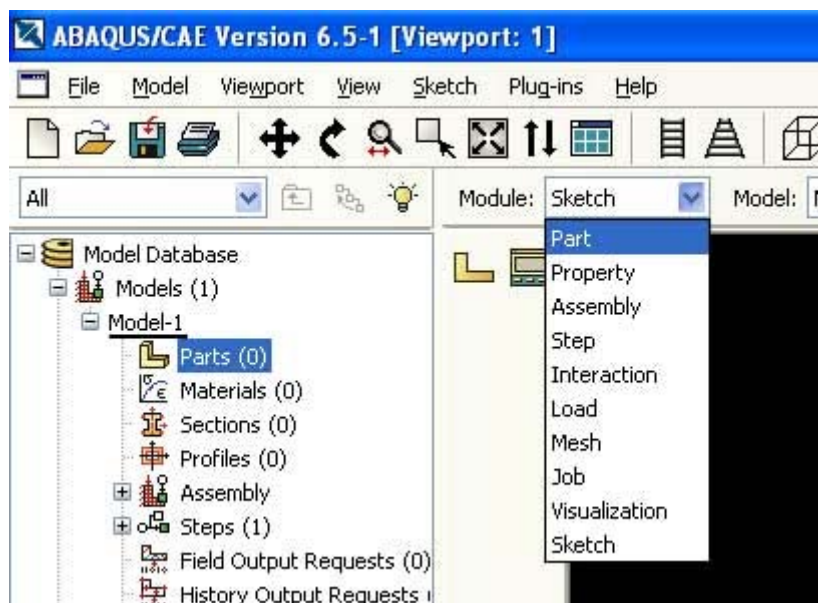 ABAQUS/CAE Version 6.5-1 [Viewport: 1]
File Model Viewport View Sketch Plug-ins Help
All Module: Sketch Model:
Model Database
Models (1)
Model-1
Parts (0)
Materials (0)
Sections (0)
Profiles (0)
Assembly
Steps (1)
Field Output Requests (0)
History Output Requests
Part
Property
Assembly
Step
Interaction
Load
Mesh
Job
Visualization
Sketch